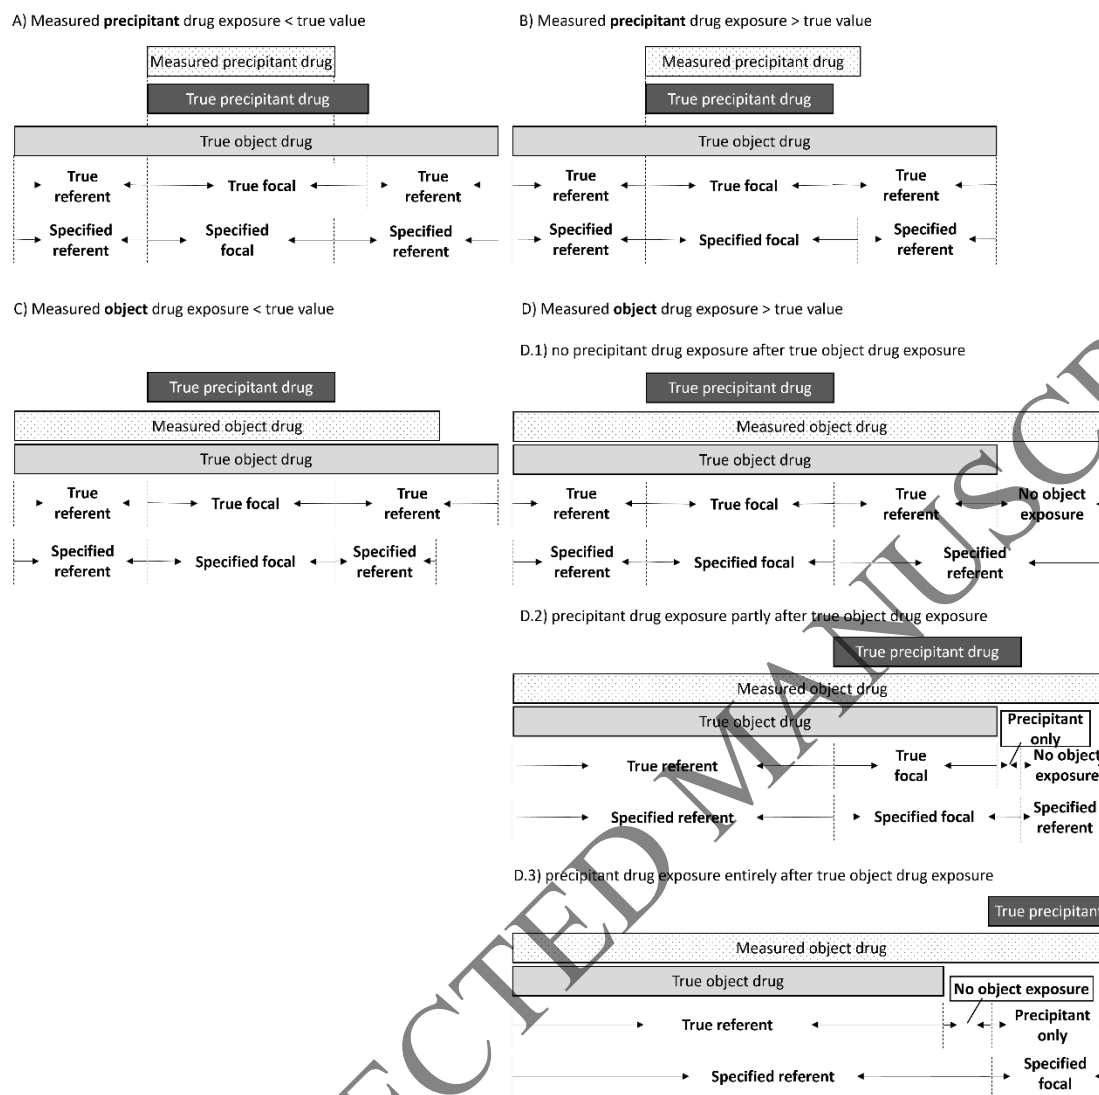 A) Measured precipitant drug exposure < true value
Measured precipitant drug
True precipitant drug
True object drug
True referent
True focal
True referent
Specified referent
Specified focal
Specified referent
B) Measured precipitant drug exposure > true value
Measured precipitant drug
True precipitant drug
True object drug
True referent
True focal
True referent
Specified referent
Specified focal
Specified referent
C) Measured object drug exposure < true value
True precipitant drug
Measured object drug
True object drug
True referent
True focal
True referent
Specified referent
Specified focal
Specified referent
D) Measured object drug exposure > true value
D.1) no precipitant drug exposure after true object drug exposure
True precipitant drug
Measured object drug
True object drug
True referent
True focal
True referent
No object exposure
Specified referent
Specified focal
Specified referent
D.2) precipitant drug exposure partly after true object drug exposure
True precipitant drug
Measured object drug
True object drug
Precipitant only
True referent
True focal
No object exposure
Specified referent
Specified focal
Specified referent
D.3) precipitant drug exposure entirely after true object drug exposure
True precipitant
Measured object drug
True object drug
No object exposure
True referent
Precipitant only
Specified referent
Specified focal
ECTED MANUSCR